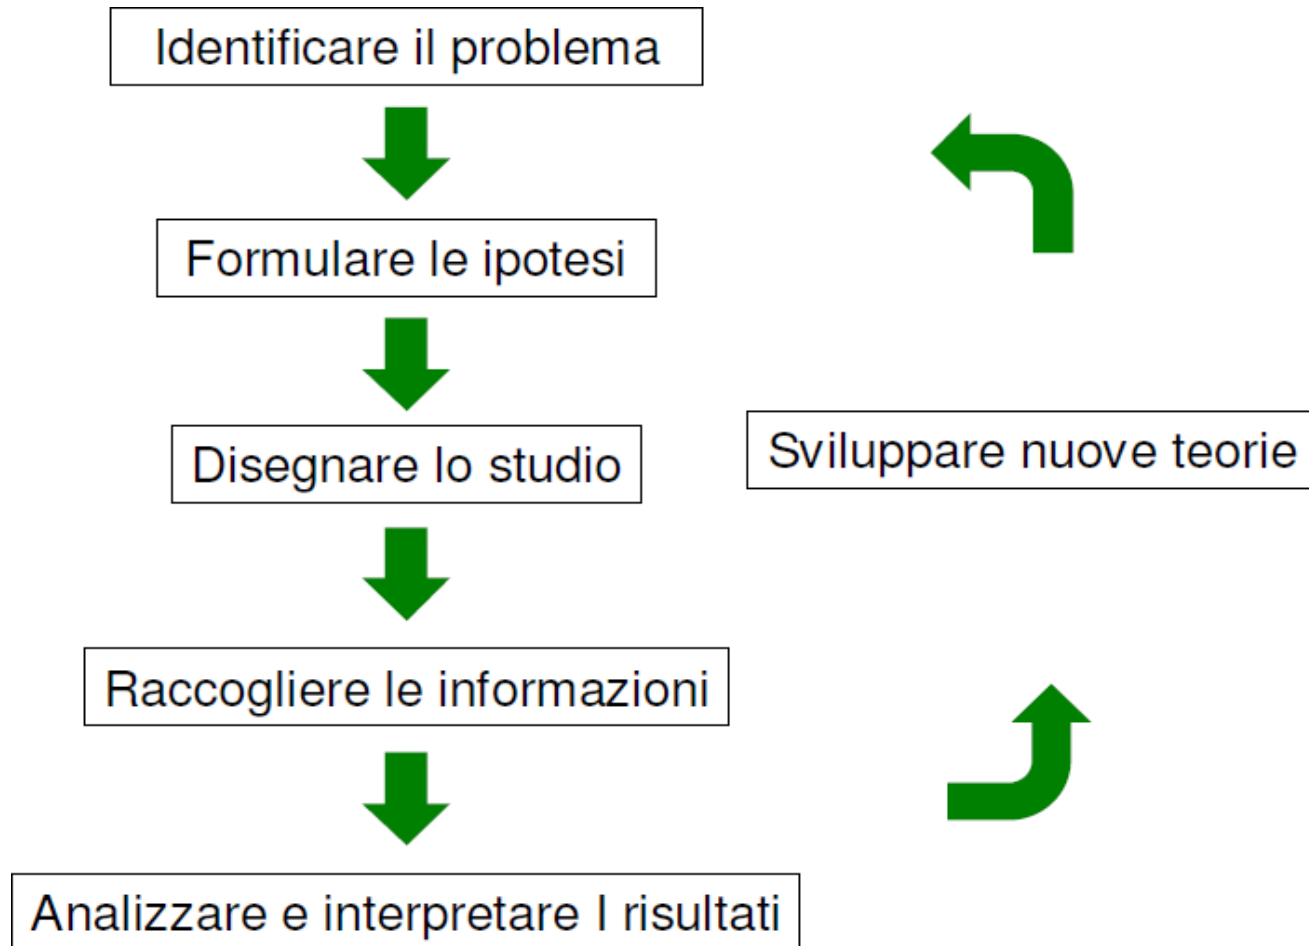 Identificare il problema
Formulare le ipotesi
Disegnare lo studio
Sviluppare nuove teorie
Raccogliere le informazioni
Analizzare e interpretare I risultati